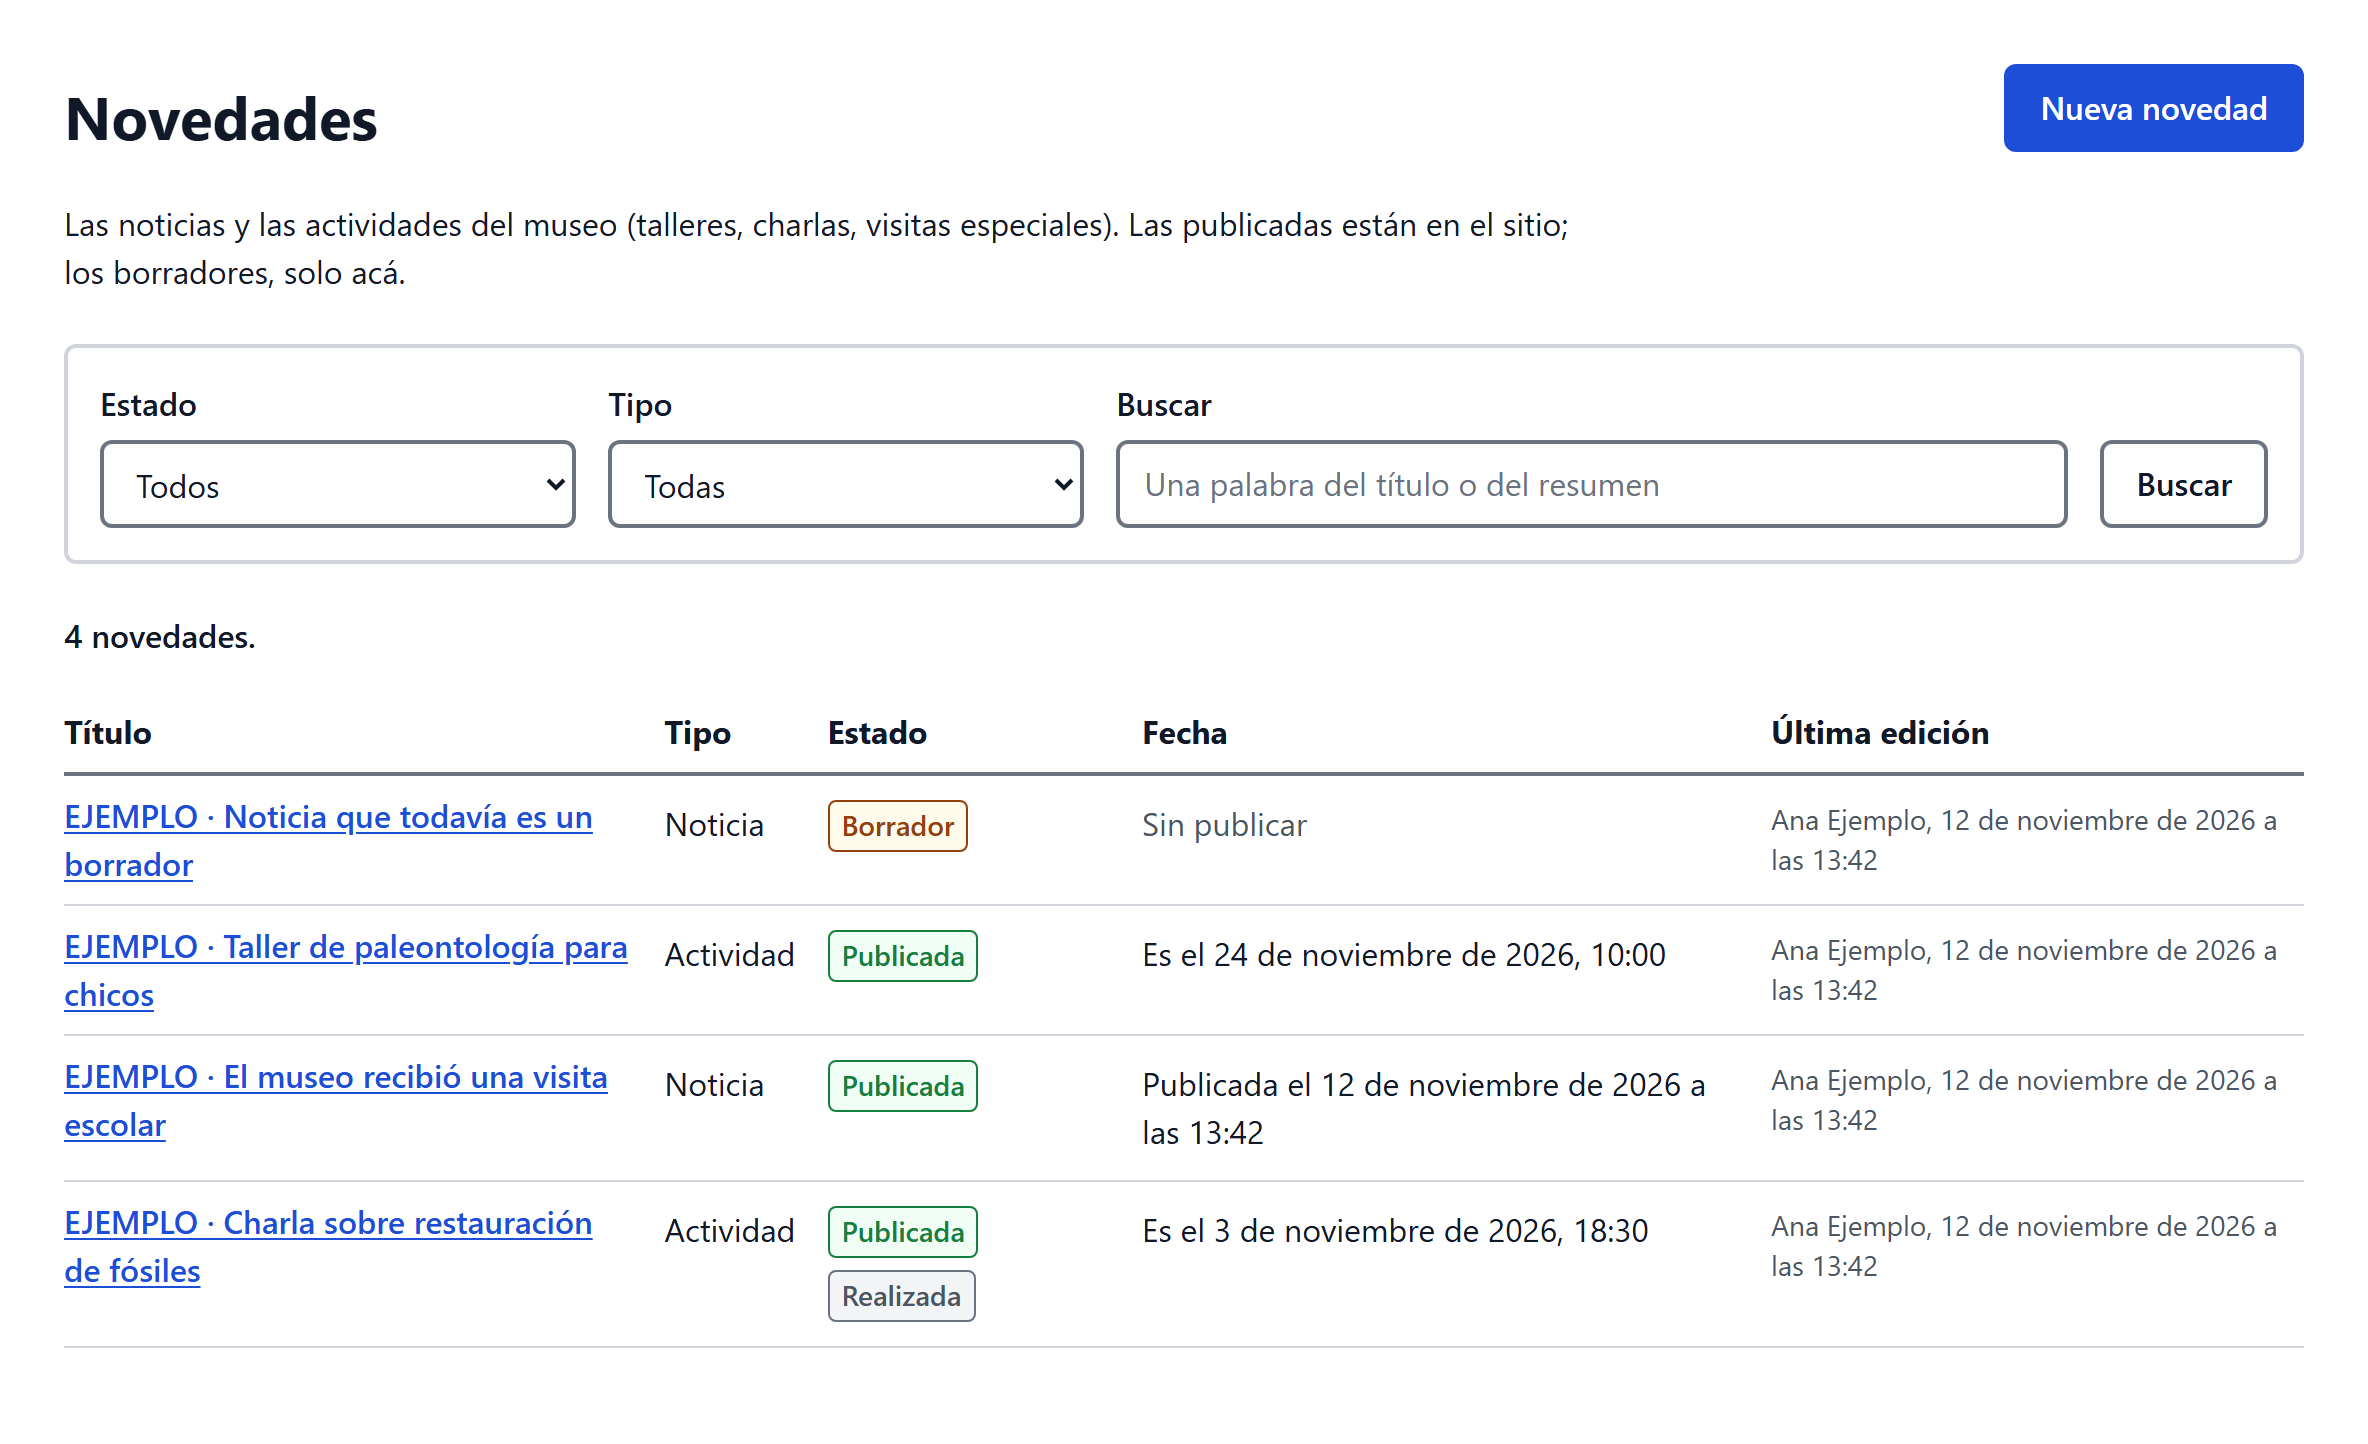 Novedades
Nueva novedad
Las noticias y las actividades del museo (talleres, charlas, visitas especiales). Las publicadas están en el sitio;
los borradores, solo acá.
Estado
Tipo
Buscar
Todos
Todas
Una palabra del título o del resumen
Buscar
4 novedades.
Título
Tipo
Estado
Fecha
Última edición
EJEMPLO · Noticia que todavía es un
borrador
Noticia
Borrador
Sin publicar
Ana Ejemplo, 12 de noviembre de 2026 a
las 13:42
EJEMPLO · Taller de paleontología para
chicos
Actividad
Publicada
Es el 24 de noviembre de 2026, 10:00
Ana Ejemplo, 12 de noviembre de 2026 a
las 13:42
EJEMPLO · El museo recibió una visita
escolar
Noticia
Publicada
Publicada el 12 de noviembre de 2026 a
las 13:42
Ana Ejemplo, 12 de noviembre de 2026 a
las 13:42
EJEMPLO · Charla sobre restauración
de fósiles
Actividad
Publicada
Realizada
Es el 3 de noviembre de 2026, 18:30
Ana Ejemplo, 12 de noviembre de 2026 a
las 13:42